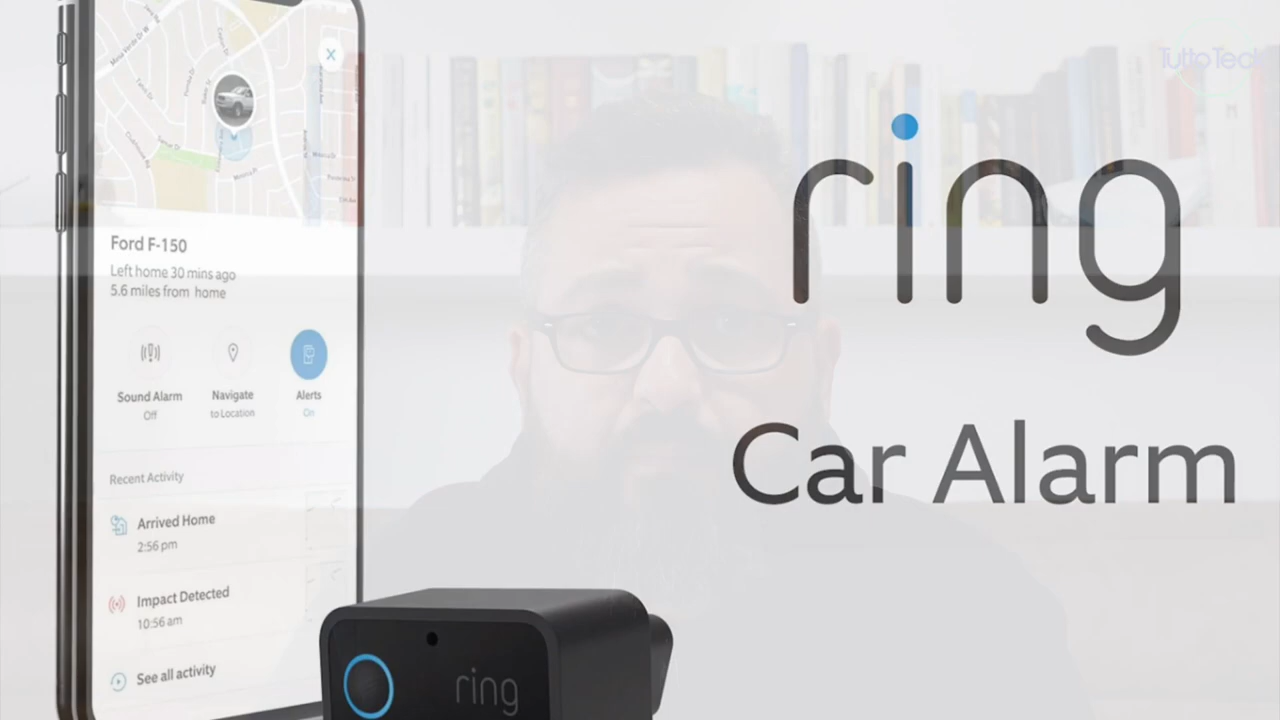 Ford F-150
Left home 30 mins ago
5.6 miles from home
Sound Alarm
Off
Navigate
to Location
Alerts
On
Recent Activity
Arrived Home
2:56 pm
Impact Detected
10:56 am
See all activity
ring
ring
Car Alarm
TuttoTech